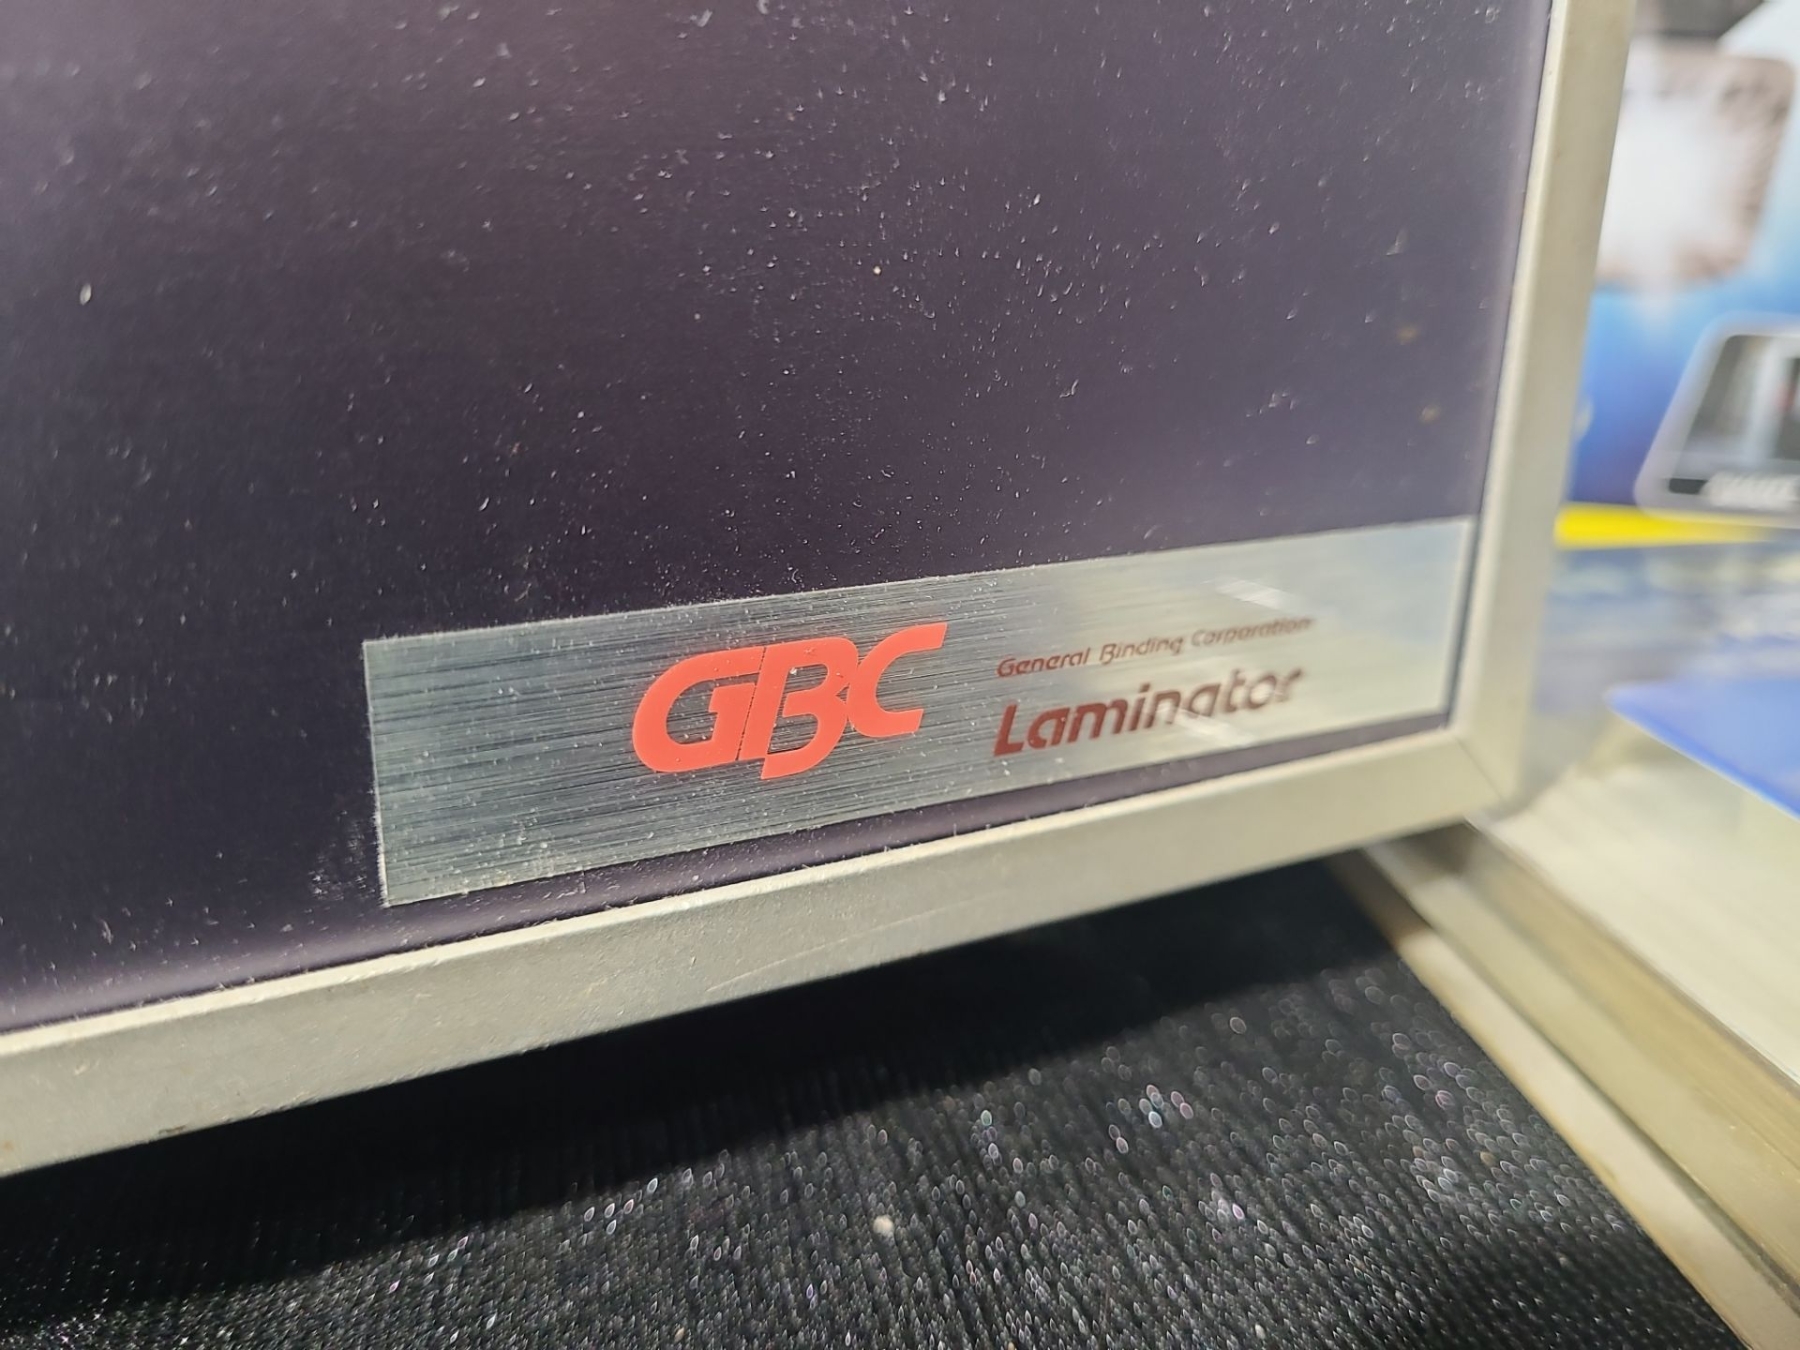 GBC
General Binding Corporation
Laminator